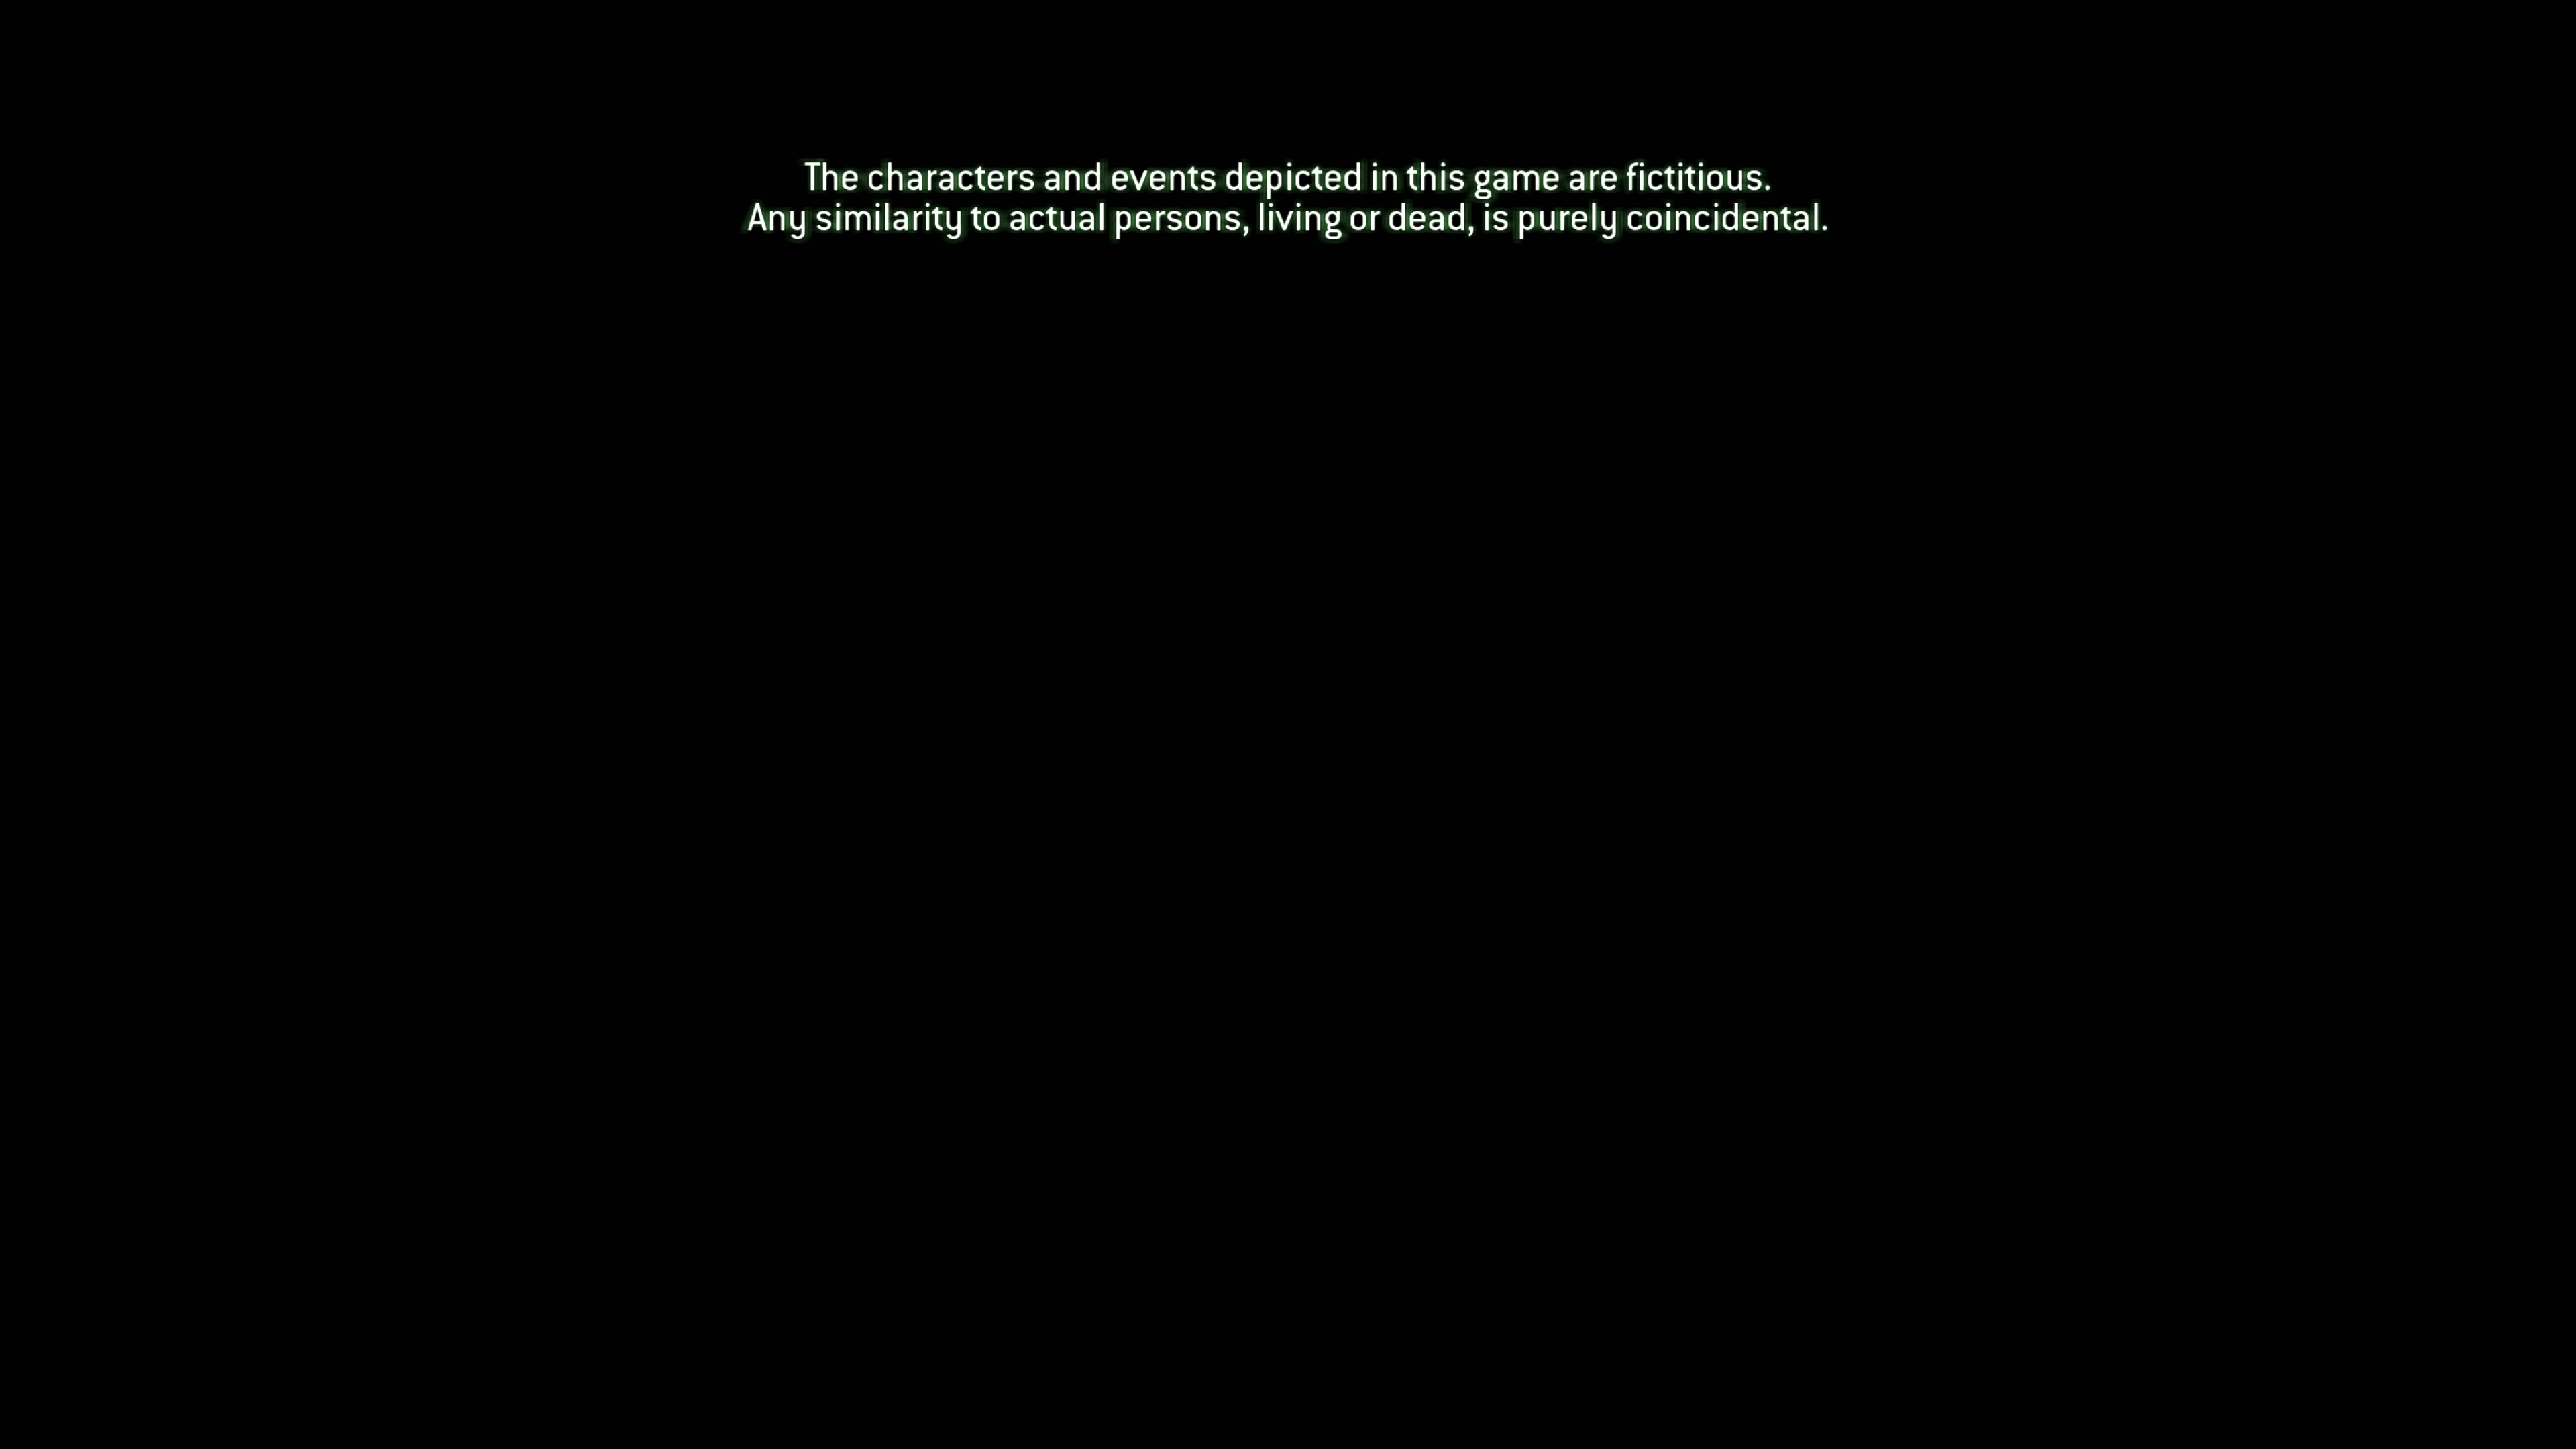 The characters and events depicted in this game are fictitious.
Any similarity to actual persons, living or dead, is purely coincidental.